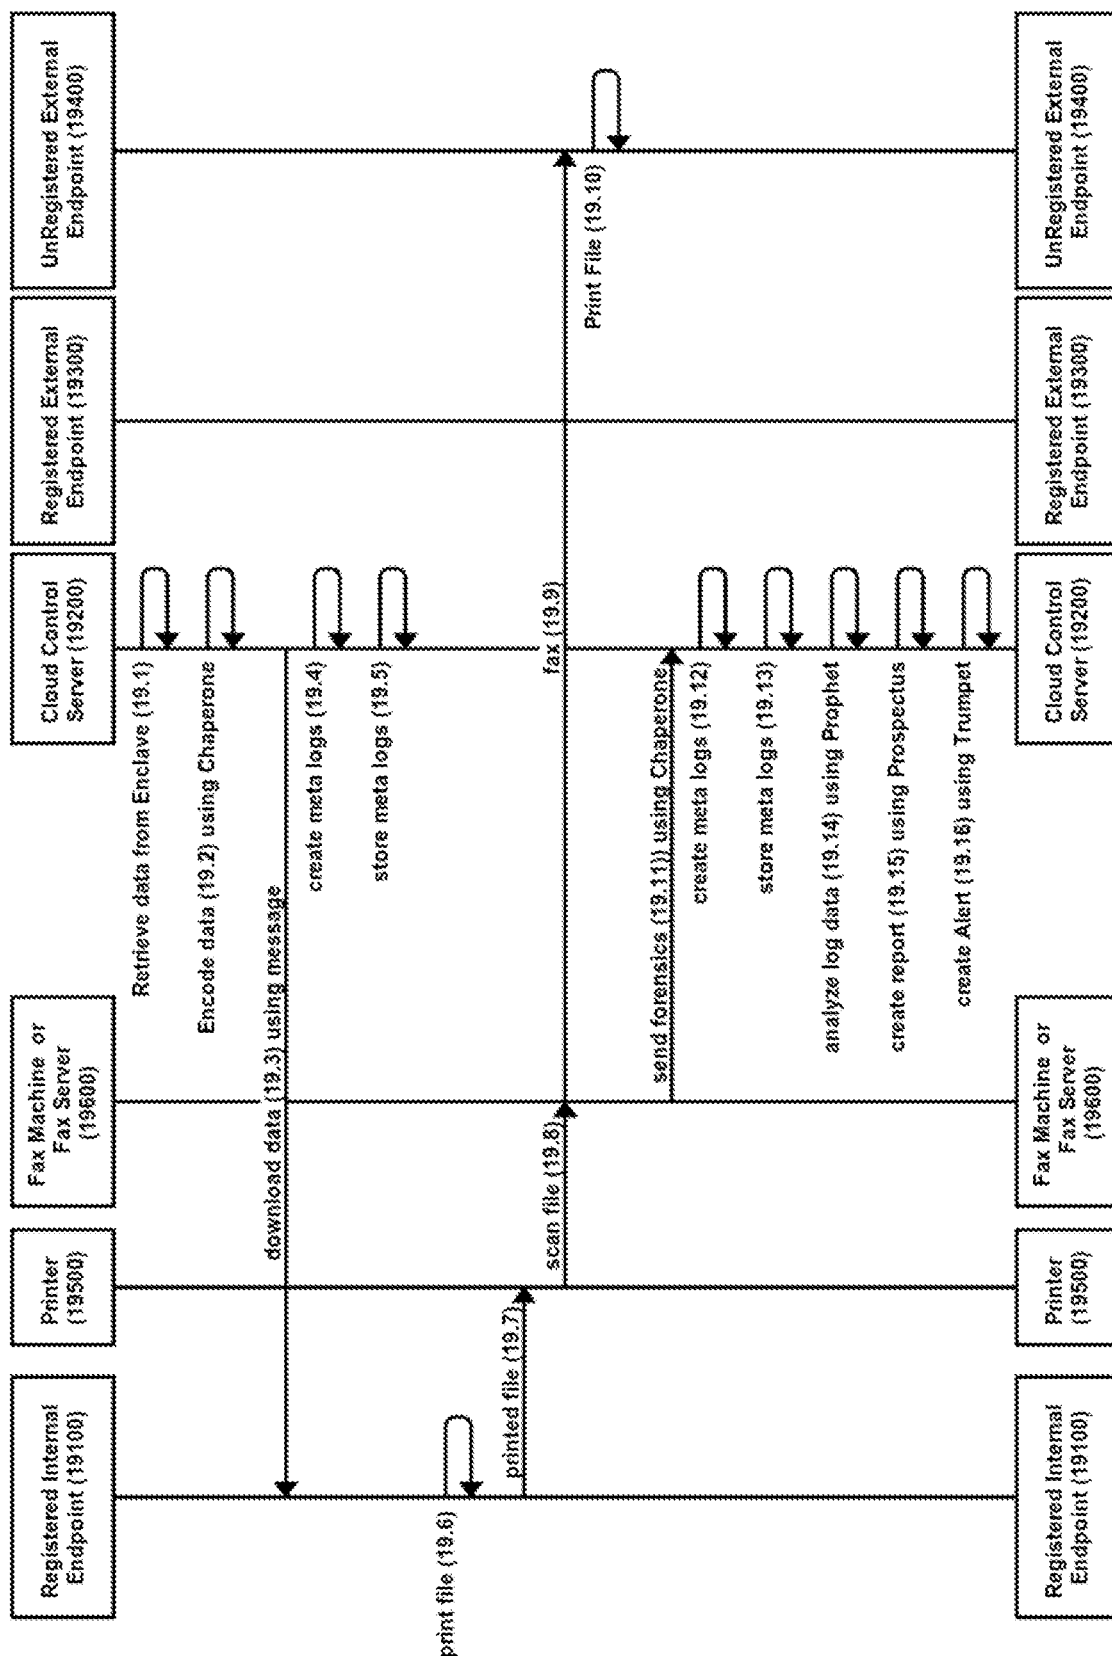 Registered Internal
Endpoint (19100)
Printer
(19500)
Fax Machine or
Fax Server
(19600)
Cloud Control
Server (19200)
Registered External
Endpoint (19300)
UnRegistered External
Endpoint (19400)
Retrieve data from Enclave (19.1)
Encode data (19.2) using Chaperone
download data (19.3) using message
create meta logs (19.4)
store meta logs (19.5)
print file (19.6)
printed file (19.7)
scan file (19.8)
fax (19.9)
Print File (19.10)
send forensics (19.11)) using Chaperone
create meta logs (19.12)
store meta logs (19.13)
analyze log data (19.14) using Prophet
create report (19.15) using Prospectus
create Alert (19.16) using Trumpet
Registered Internal
Endpoint (19100)
Printer
(19500)
Fax Machine or
Fax Server
(19600)
Cloud Control
Server (19200)
Registered External
Endpoint (19300)
UnRegistered External
Endpoint (19400)